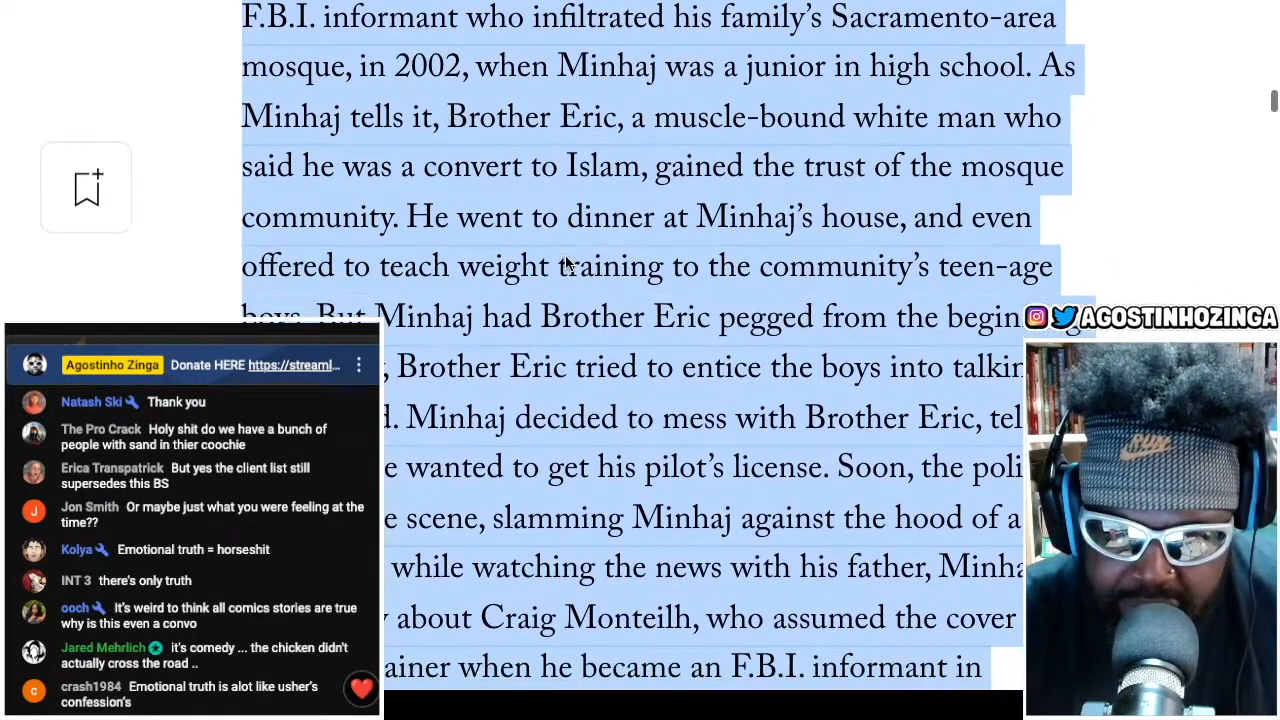 F.B.I. informant who infiltrated his family’s Sacramento-area
mosque, in 2002, when Minhaj was a junior in high school. As
Minhaj tells it, Brother Eric, a muscle-bound white man who
said he was a convert to Islam, gained the trust of the mosque
community. He went to dinner at Minhaj’s house, and even
offered to teach weight training to the community’s teen-age
boys. But Minhaj had Brother Eric pegged from the begin
, Brother Eric tried to entice the boys into talkin
d. Minhaj decided to mess with Brother Eric, tel
e wanted to get his pilot’s license. Soon, the poli
e scene, slamming Minhaj against the hood of a
while watching the news with his father, Minha
about Craig Monteilh, who assumed the cover
ainer when he became an F.B.I. informant in
Agostinho Zinga Donate HERE https://streaml...
Natash Ski Thank you
The Pro Crack Holy shit do we have a bunch of
people with sand in thier coochie
Erica Transpatrick But yes the client list still
supersedes this BS
Jon Smith Or maybe just what you were feeling at the
time??
Kolya Emotional truth = horseshit
INT 3 there's only truth
ooch It's weird to think all comics stories are true
why is this even a convo
Jared Mehrlich it's comedy ... the chicken didn't
actually cross the road ..
crash1984 Emotional truth is alot like usher's
confession's
AGOSTINHOZINGA
RUN